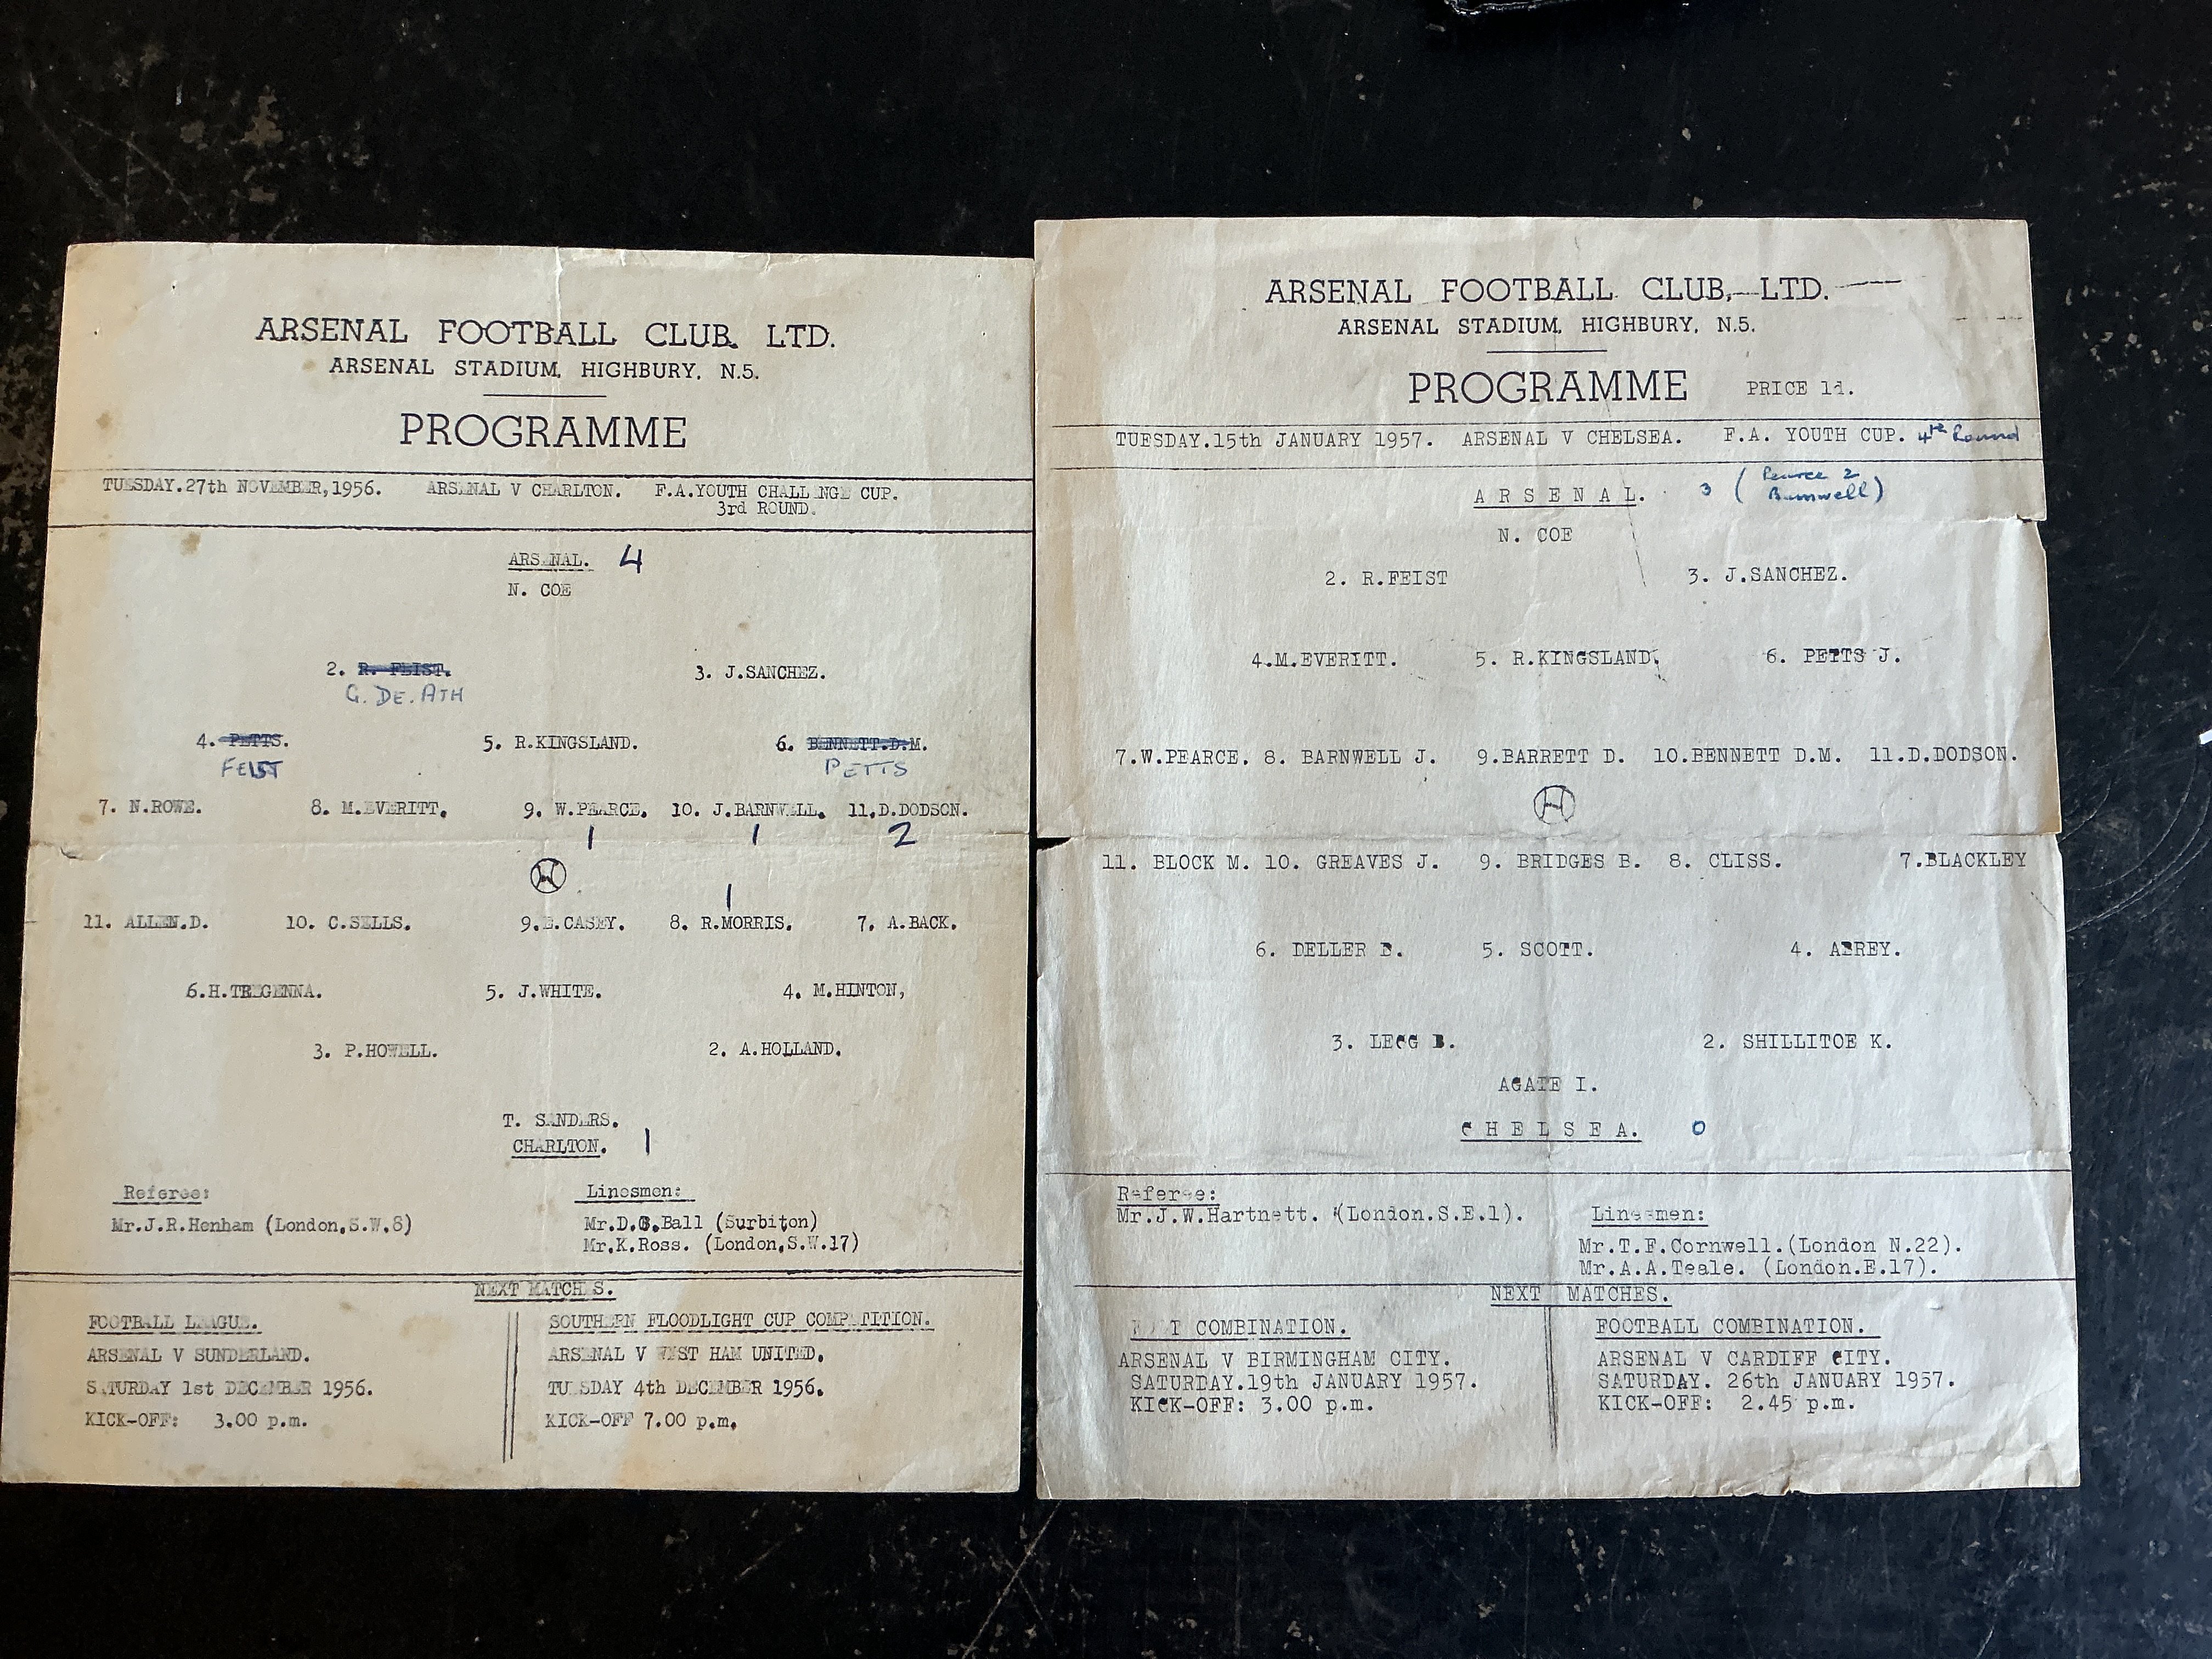 ARSENAL FOOTBALL CLUB. LTD.
ARSENAL STADIUM, HIGHBURY, N.5.
PROGRAMME
TUESDAY.27th NOVEMBER,1956. ARSENAL V CHARLTON. F.A.YOUTH CHALLENGE CUP.
3rd ROUND.
ARSENAL. 4
N. COE
2. R. FEIST. 3. J.SANCHEZ.
G. DE.ATH
4. PETTS. 5. R.KINGSLAND. 6. BENNETT.D.M.
FEIST PETTS
7. N.ROWE. 8. M.EVERITT. 9. W.PEARCE. 10. J.BARNWELL. 11.D.DODSON.
1 1 2
H
1
11. ALLEN.D. 10. C.SELLS. 9.E.CASEY. 8. R.MORRIS. 7. A.BACK.
6.H.TREGENNA. 5. J.WHITE. 4. M.HINTON,
3. P.HOWELL. 2. A.HOLLAND.
T. SANDERS.
CHARLTON. 1
Referee: Linesmen:
Mr.J.R.Henham (London,S.W.8) Mr.D.G.Ball (Surbiton)
Mr.K.Ross. (London,S.W.17)
NEXT MATCHES.
FOOTBALL LEAGUE. SOUTHERN FLOODLIGHT CUP COMPETITION.
ARSENAL V SUNDERLAND. ARSENAL V WEST HAM UNITED.
SATURDAY 1st DECEMBER 1956. TUESDAY 4th DECEMBER 1956.
KICK-OFF: 3.00 p.m. KICK-OFF 7.00 p.m.
ARSENAL FOOTBALL CLUB, LTD.
ARSENAL STADIUM, HIGHBURY, N.5.
PROGRAMME PRICE 1d.
TUESDAY.15th JANUARY 1957. ARSENAL V CHELSEA. F.A. YOUTH CUP. 4th Round
ARSENAL. 3 (Pearce 2
Barnwell)
N. COE
2. R.FEIST 3. J.SANCHEZ.
4.M.EVERITT. 5. R.KINGSLAND. 6. PETTS J.
7.W.PEARCE. 8. BARNWELL J. 9.BARRETT D. 10.BENNETT D.M. 11.D.DODSON.
H
11. BLOCK M. 10. GREAVES J. 9. BRIDGES B. 8. CLISS. 7.BLACKLEY
6. DELLER B. 5. SCOTT. 4. ABREY.
3. LEGG B. 2. SHILLITOE K.
AGATE I.
CHELSEA. 0
Referee:
Mr.J.W.Hartnett. (London.S.E.1). Linesmen:
Mr.T.F.Cornwell.(London N.22).
Mr.A.A.Teale. (London.E.17).
NEXT MATCHES.
COMBINATION. FOOTBALL COMBINATION.
ARSENAL V BIRMINGHAM CITY. ARSENAL V CARDIFF CITY.
SATURDAY.19th JANUARY 1957. SATURDAY. 26th JANUARY 1957.
KICK-OFF: 3.00 p.m. KICK-OFF: 2.45 p.m.